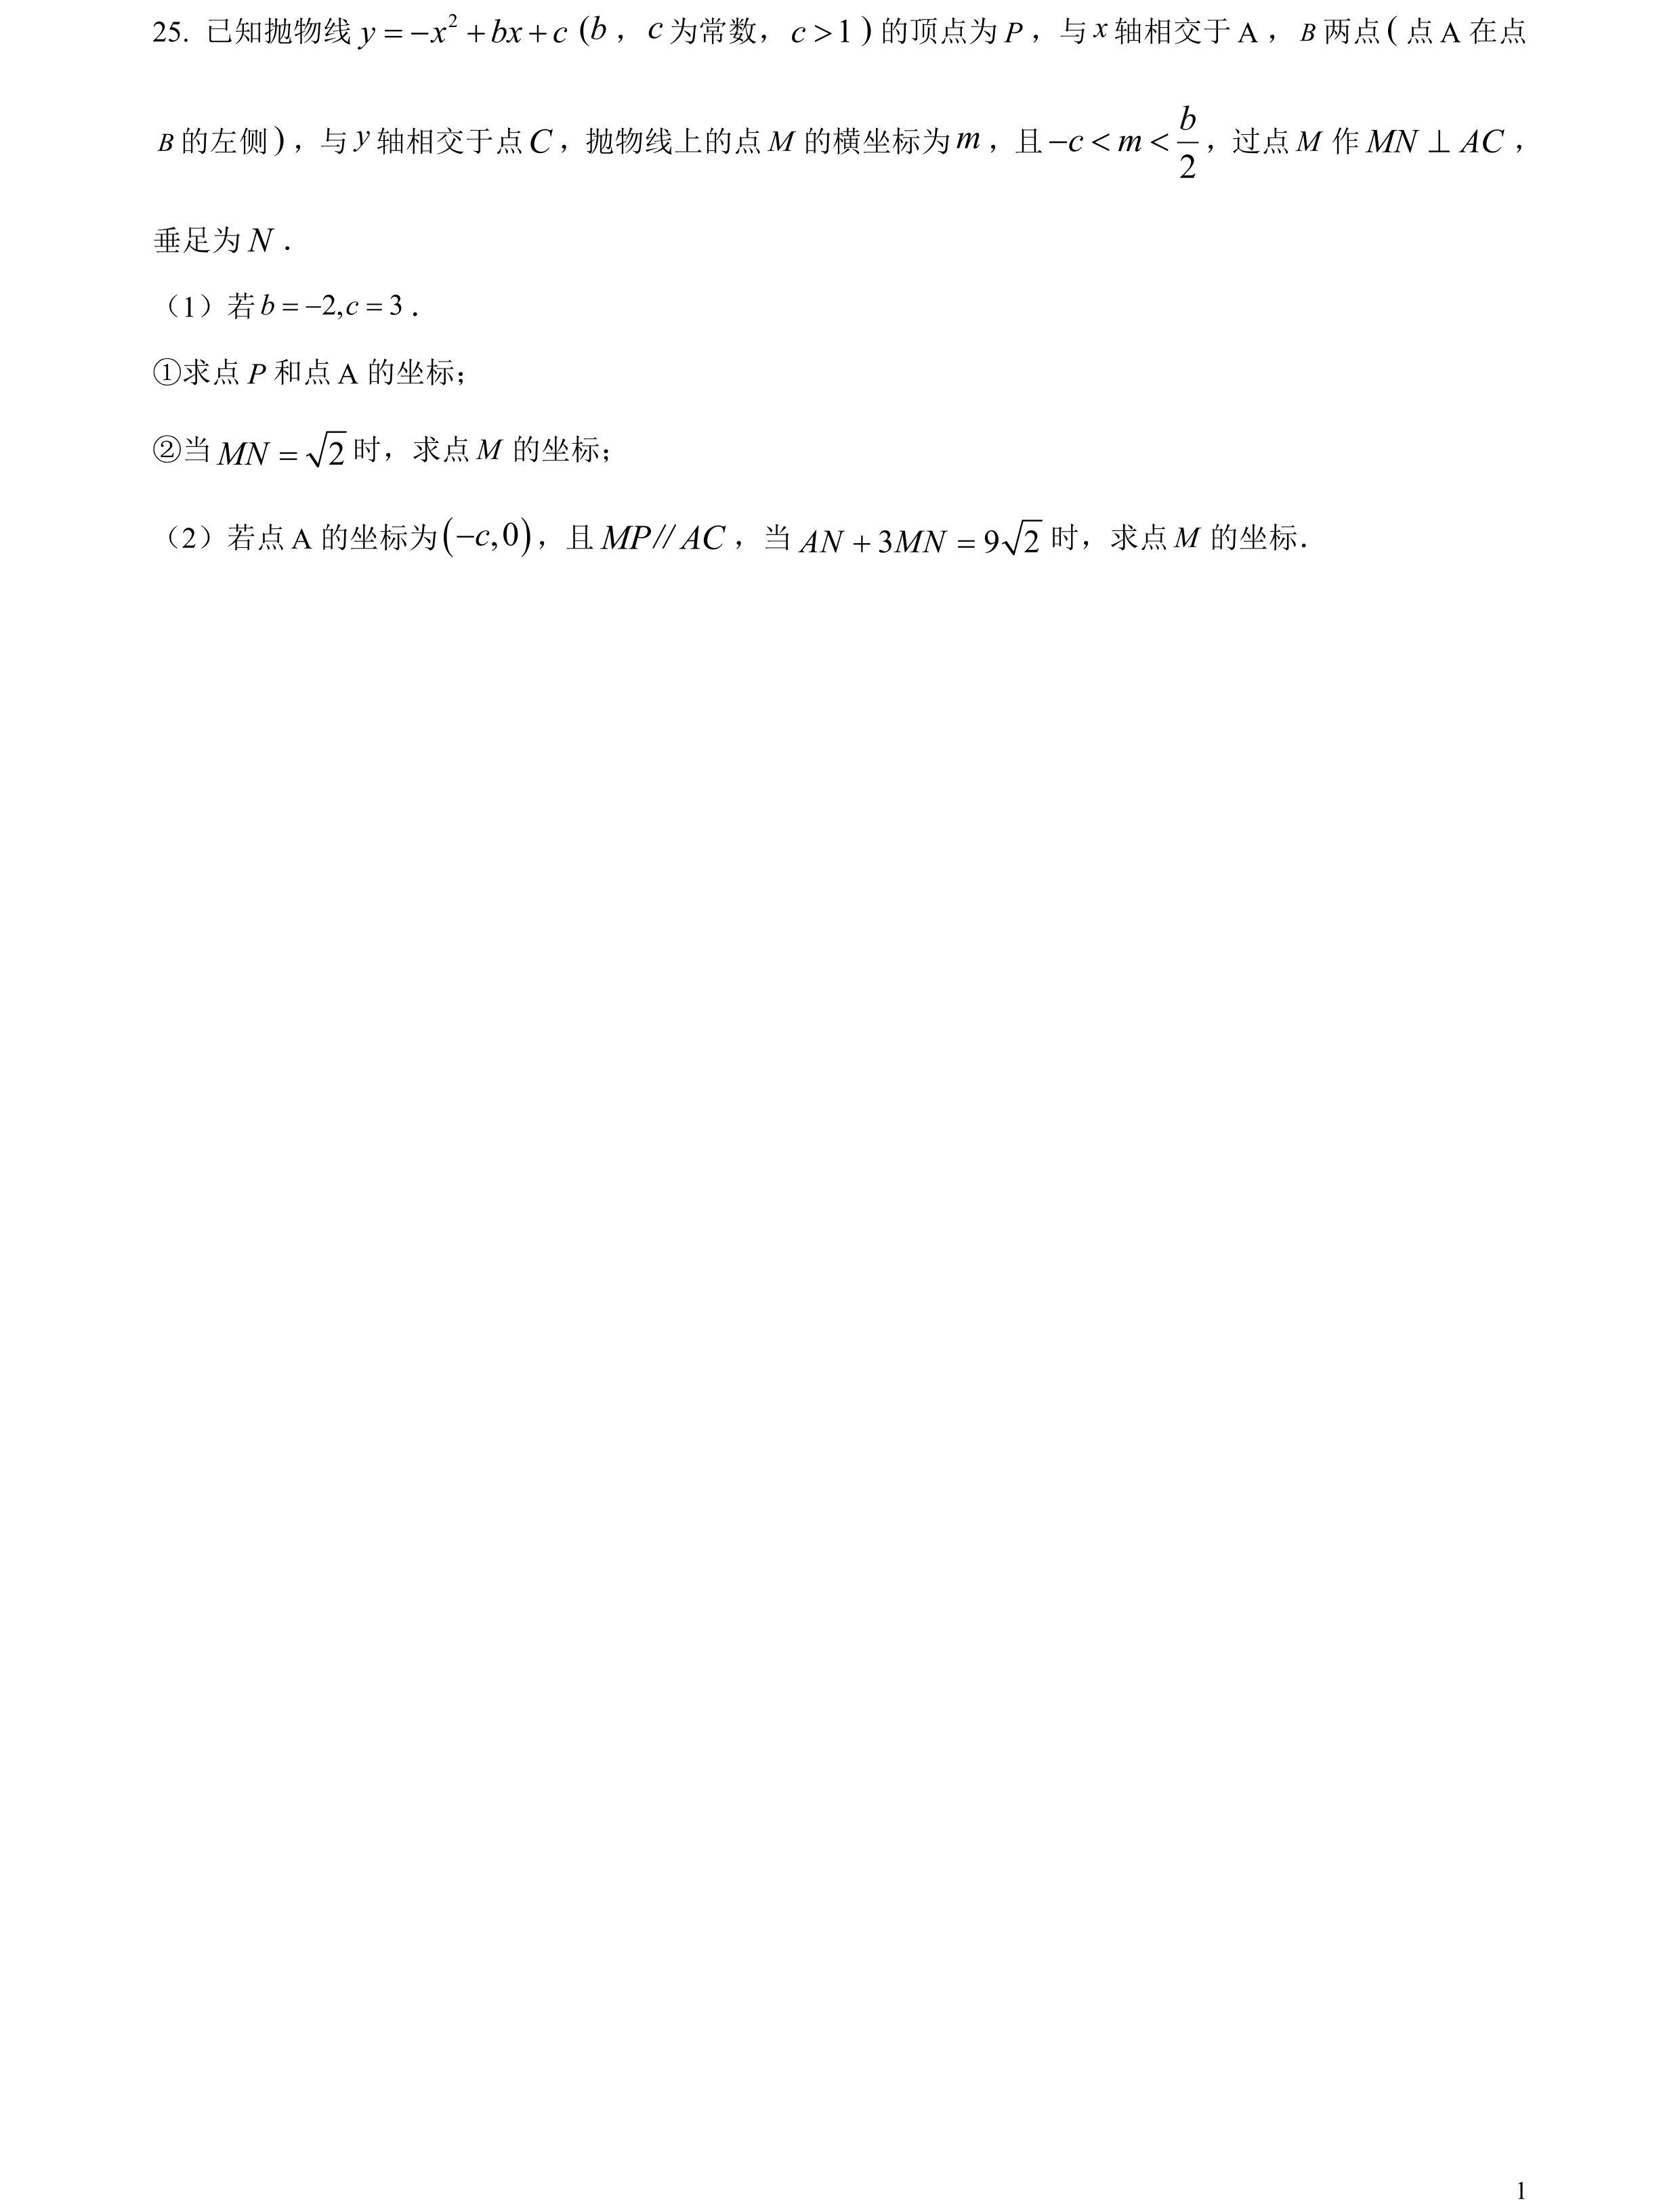 25. 已知抛物线 y = −x² + bx + c (b，c 为常数，c > 1) 的顶点为 P，与 x 轴相交于 A，B 两点( 点 A 在点
B 的左侧)，与 y 轴相交于点 C，抛物线上的点 M 的横坐标为 m，且 −c < m < b/2，过点 M 作 MN ⊥ AC，
垂足为 N．
（1）若 b = −2, c = 3．
①求点 P 和点 A 的坐标；
②当 MN = √2 时，求点 M 的坐标；
（2）若点 A 的坐标为 (−c,0)，且 MP∥AC，当 AN + 3MN = 9√2 时，求点 M 的坐标．
1